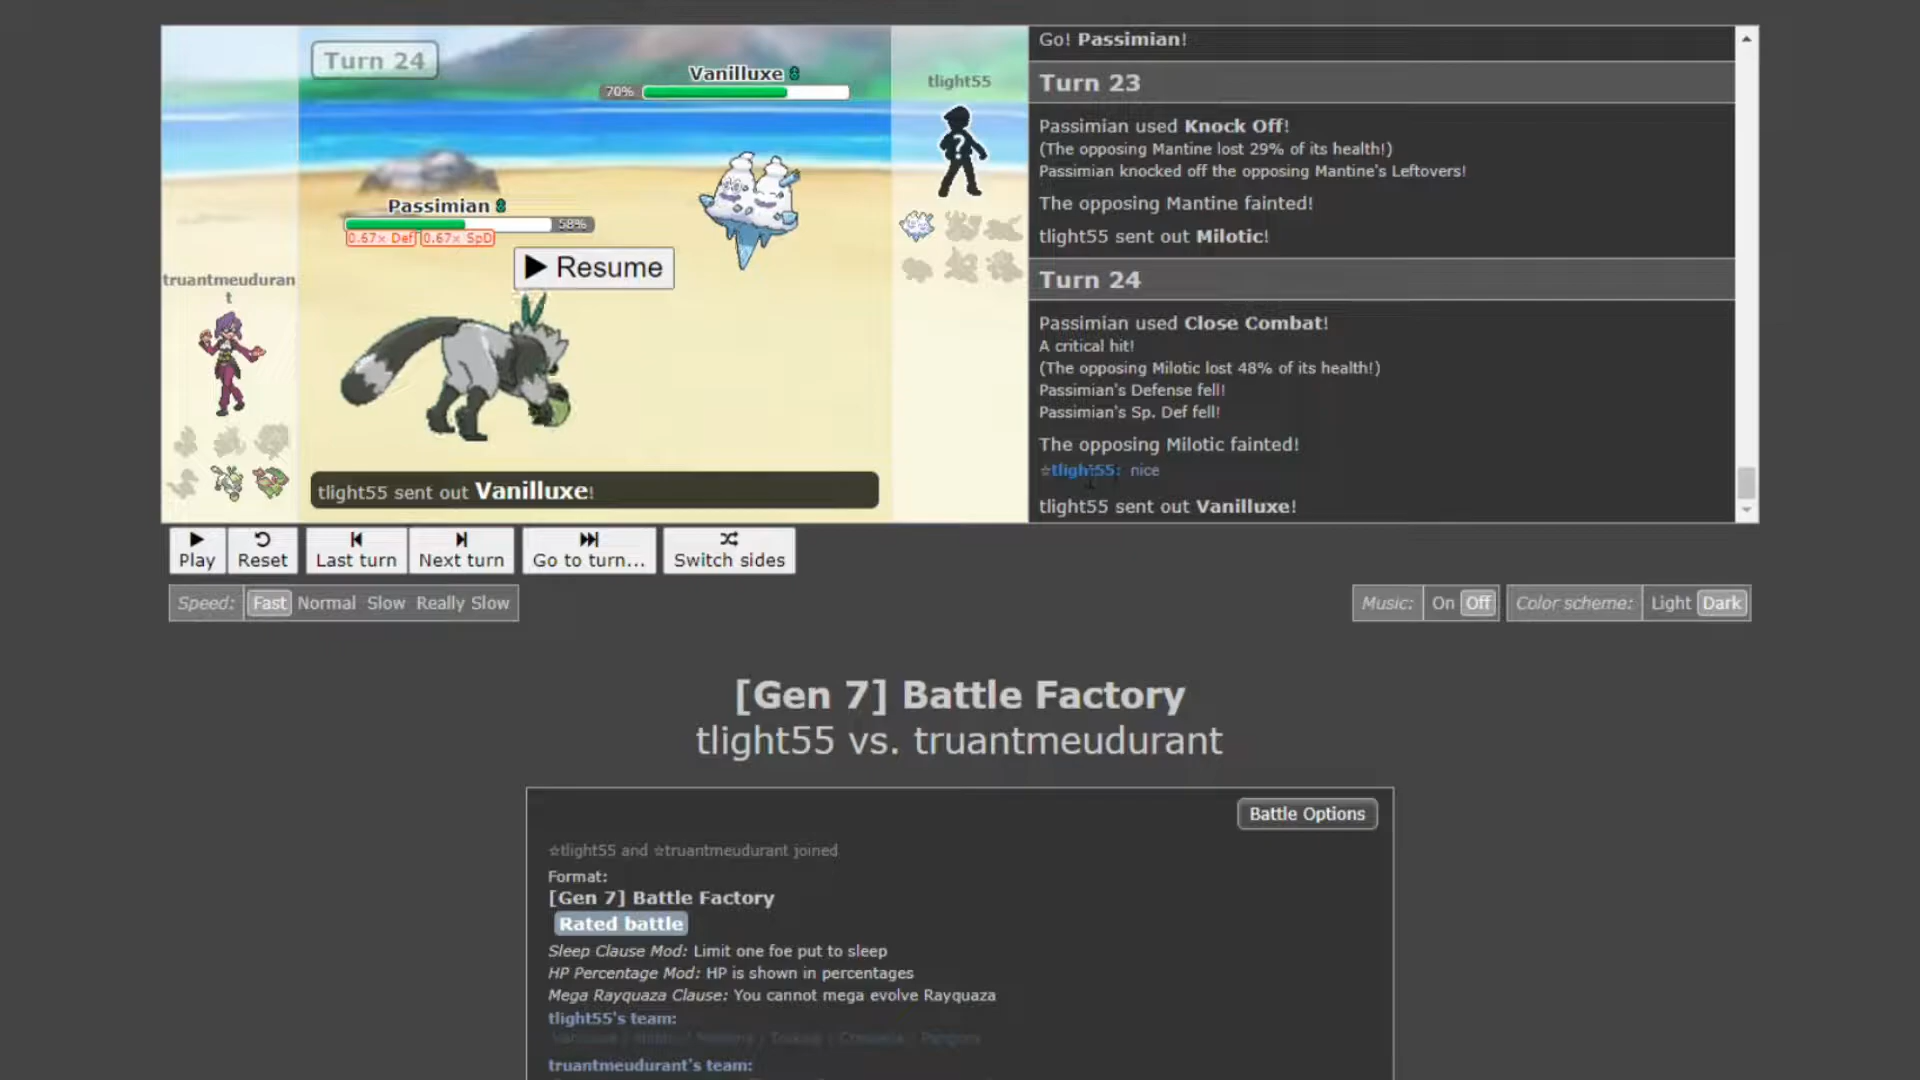 Turn 24
Vanilluxe
70%
Passimian
58%
0.67× Def 0.67× SpD
Resume
tlight55 sent out Vanilluxe!
truantmeuduran
t
tlight55
?
Go! Passimian!
Turn 23
Passimian used Knock Off!
(The opposing Mantine lost 29% of its health!)
Passimian knocked off the opposing Mantine's Leftovers!
The opposing Mantine fainted!
tlight55 sent out Milotic!
Turn 24
Passimian used Close Combat!
A critical hit!
(The opposing Milotic lost 48% of its health!)
Passimian's Defense fell!
Passimian's Sp. Def fell!
The opposing Milotic fainted!
☆tlight55: nice
tlight55 sent out Vanilluxe!
Play Reset Last turn Next turn Go to turn... Switch sides
Speed: Fast Normal Slow Really Slow
Music: On Off Color scheme: Light Dark
[Gen 7] Battle Factory
tlight55 vs. truantmeudurant
Battle Options
☆tlight55 and ☆truantmeudurant joined
Format:
[Gen 7] Battle Factory
Rated battle
Sleep Clause Mod: Limit one foe put to sleep
HP Percentage Mod: HP is shown in percentages
Mega Rayquaza Clause: You cannot mega evolve Rayquaza
tlight55's team:
truantmeudurant's team: